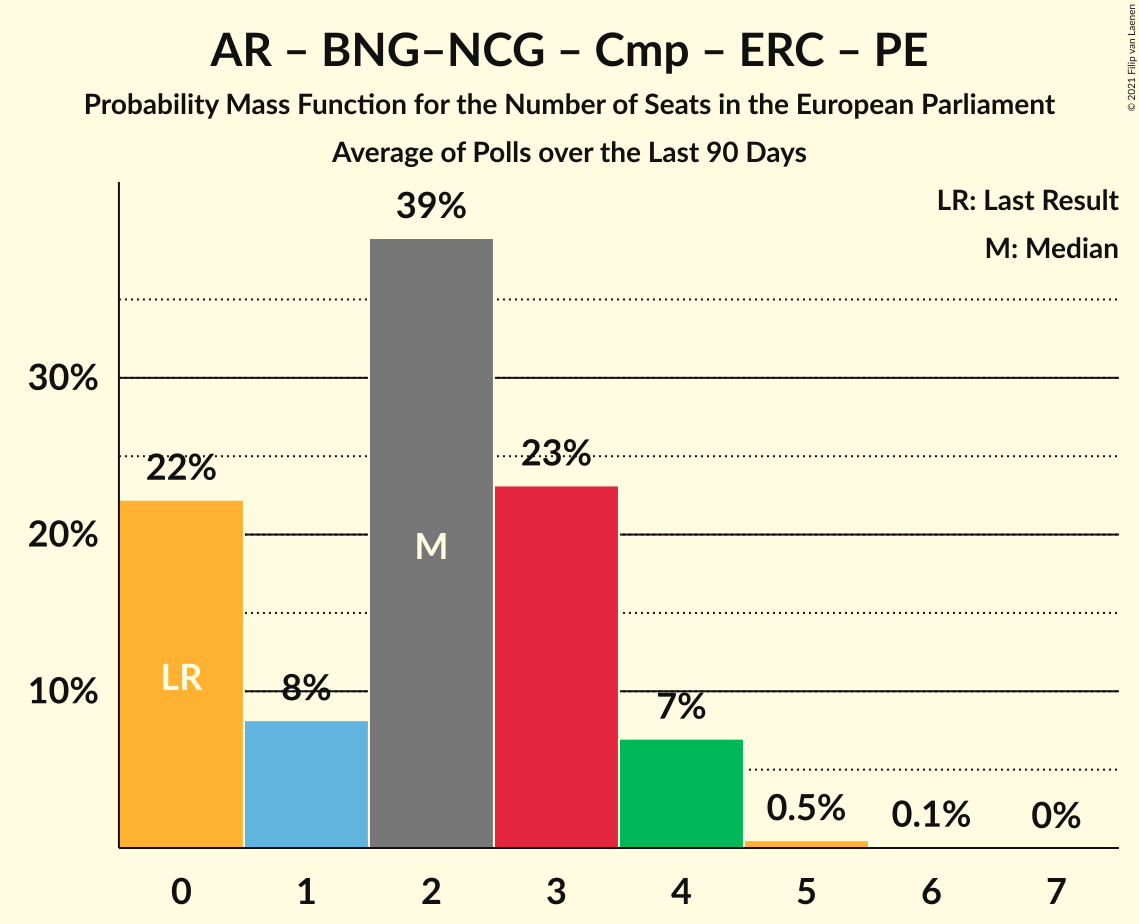 AR – BNG–NCG – Cmp – ERC – PE
Probability Mass Function for the Number of Seats in the European Parliament
Average of Polls over the Last 90 Days
© 2021 Filip van Laenen
LR: Last Result
M: Median
39%
30%
22%
23%
20%
M
LR
10%
8%
7%
0.5%
0.1%
0%
0 1 2 3 4 5 6 7